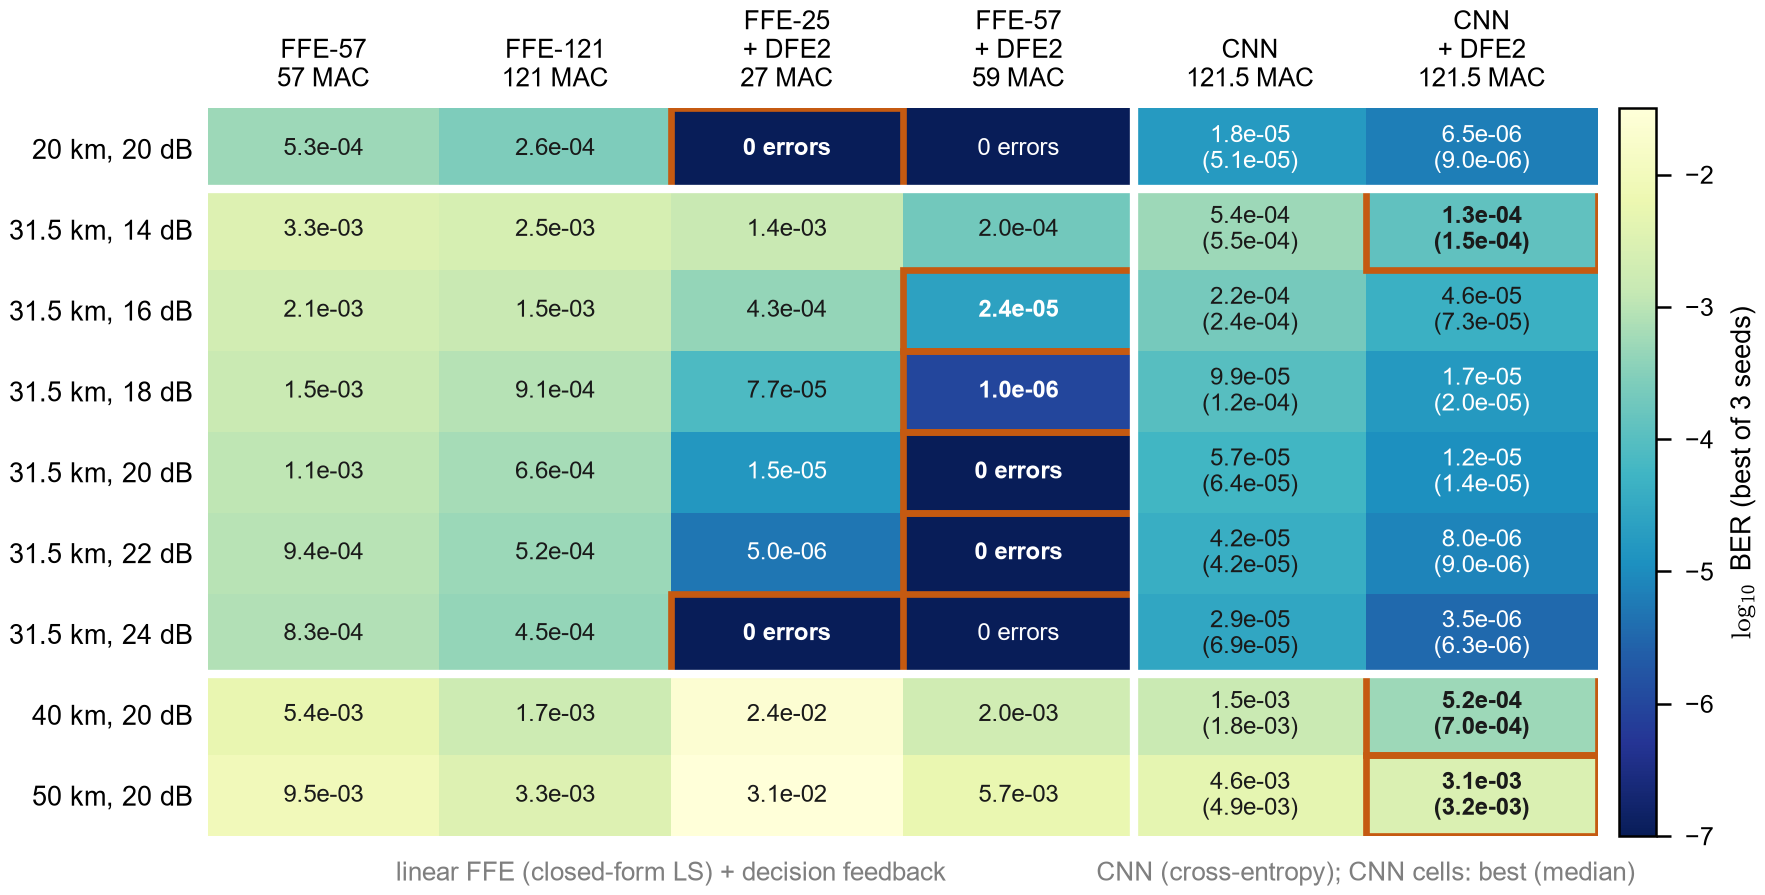 FFE-57
57 MAC
FFE-121
121 MAC
FFE-25
+ DFE2
27 MAC
FFE-57
+ DFE2
59 MAC
CNN
121.5 MAC
CNN
+ DFE2
121.5 MAC
20 km, 20 dB
5.3e-04
2.6e-04
0 errors
0 errors
1.8e-05
(5.1e-05)
6.5e-06
(9.0e-06)
31.5 km, 14 dB
3.3e-03
2.5e-03
1.4e-03
2.0e-04
5.4e-04
(5.5e-04)
1.3e-04
(1.5e-04)
31.5 km, 16 dB
2.1e-03
1.5e-03
4.3e-04
2.4e-05
2.2e-04
(2.4e-04)
4.6e-05
(7.3e-05)
31.5 km, 18 dB
1.5e-03
9.1e-04
7.7e-05
1.0e-06
9.9e-05
(1.2e-04)
1.7e-05
(2.0e-05)
31.5 km, 20 dB
1.1e-03
6.6e-04
1.5e-05
0 errors
5.7e-05
(6.4e-05)
1.2e-05
(1.4e-05)
31.5 km, 22 dB
9.4e-04
5.2e-04
5.0e-06
0 errors
4.2e-05
(4.2e-05)
8.0e-06
(9.0e-06)
31.5 km, 24 dB
8.3e-04
4.5e-04
0 errors
0 errors
2.9e-05
(6.9e-05)
3.5e-06
(6.3e-06)
40 km, 20 dB
5.4e-03
1.7e-03
2.4e-02
2.0e-03
1.5e-03
(1.8e-03)
5.2e-04
(7.0e-04)
50 km, 20 dB
9.5e-03
3.3e-03
3.1e-02
5.7e-03
4.6e-03
(4.9e-03)
3.1e-03
(3.2e-03)
−2
−3
−4
−5
−6
−7
log₁₀ BER (best of 3 seeds)
linear FFE (closed-form LS) + decision feedback
CNN (cross-entropy); CNN cells: best (median)